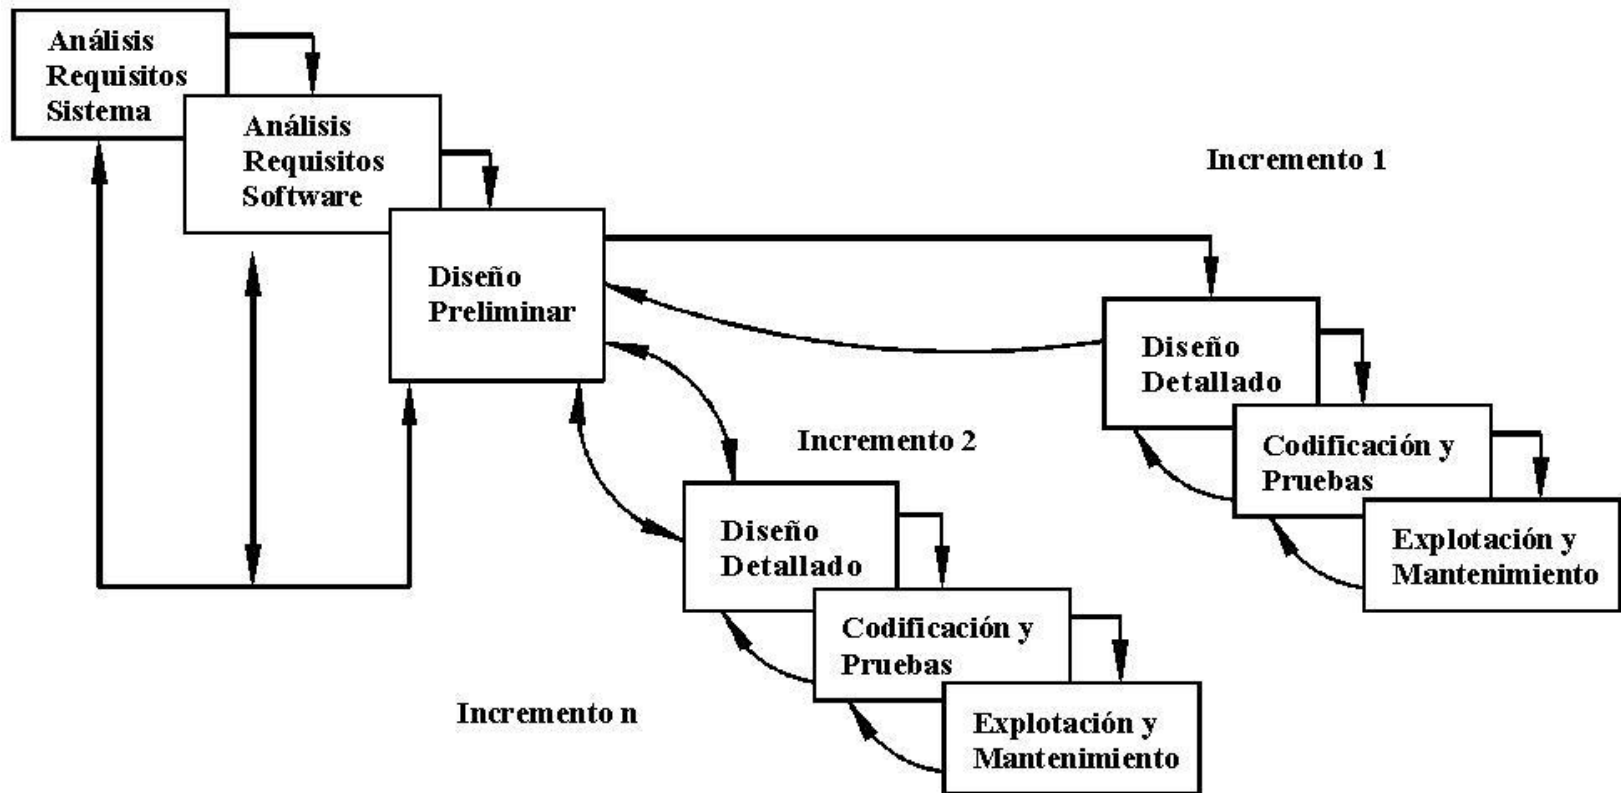 Análisis
Requisitos
Sistema
Análisis
Requisitos
Software
Diseño
Preliminar
Incremento 1
Diseño
Detallado
Codificación y
Pruebas
Explotación y
Mantenimiento
Incremento 2
Diseño
Detallado
Codificación y
Pruebas
Explotación y
Mantenimiento
Incremento n